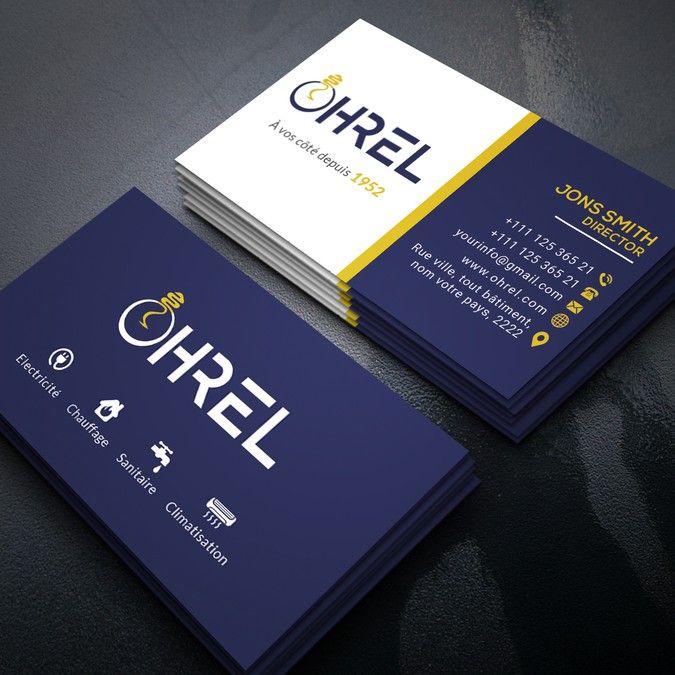 OHREL
À vos côté depuis 1952
JONS SMITH
DIRECTOR
+111 125 365 21
+111 125 365 21
yourinfo@gmail.com
www.ohrel.com
Rue ville, tout bâtiment,
nom votre pays, 2222
OHREL
Electricité
Chauffage
Sanitaire
Climatisation